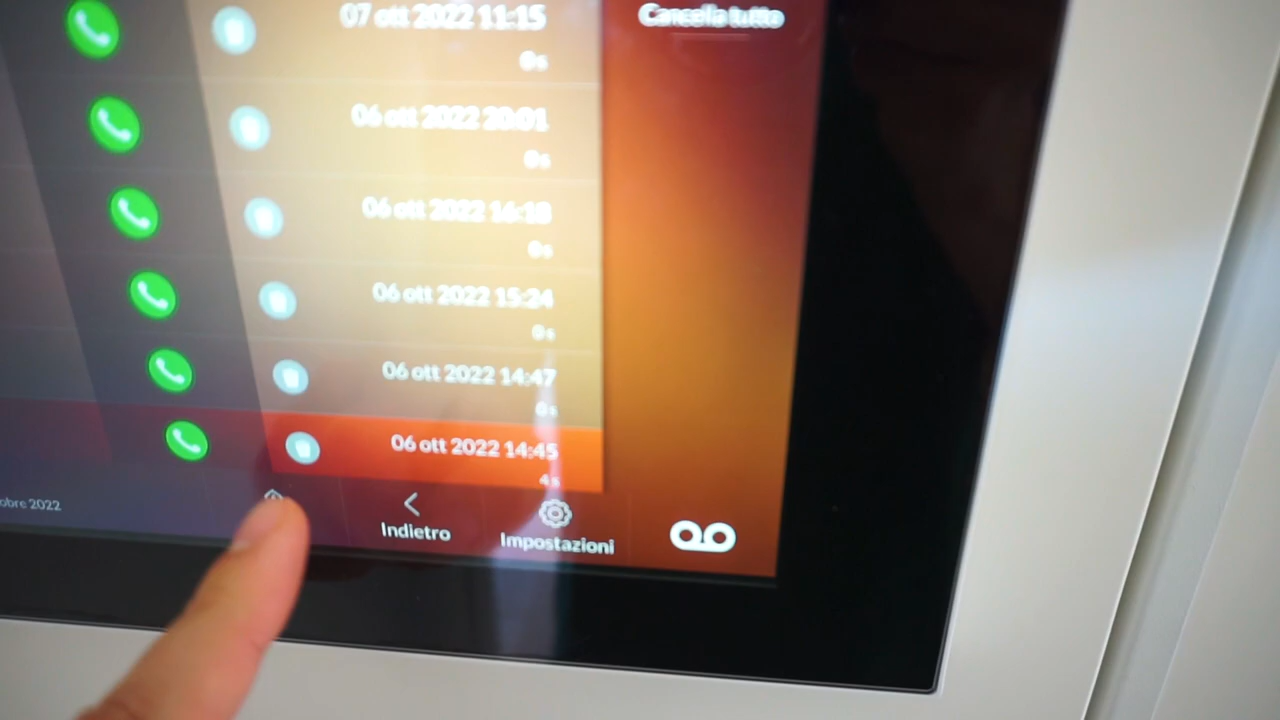 07 ott 2022 11:15
Cancella tutto
0s
06 ott 2022 20:01
0s
06 ott 2022 16:18
0s
06 ott 2022 15:24
0s
06 ott 2022 14:47
0s
06 ott 2022 14:45
4s
obre 2022
Indietro
Impostazioni